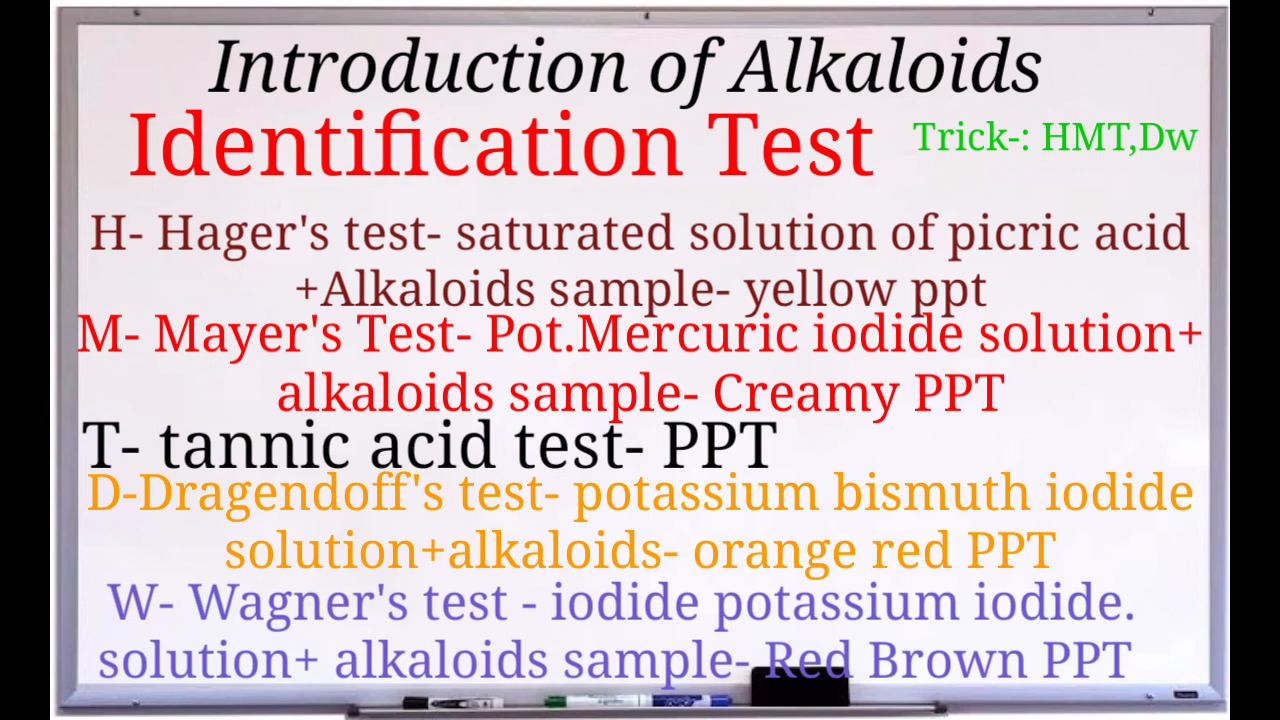 Introduction of Alkaloids
Identification Test
Trick-: HMT,Dw
H- Hager's test- saturated solution of picric acid
+Alkaloids sample- yellow ppt
M- Mayer's Test- Pot.Mercuric iodide solution+
alkaloids sample- Creamy PPT
T- tannic acid test- PPT
D-Dragendoff's test- potassium bismuth iodide
solution+alkaloids- orange red PPT
W- Wagner's test - iodide potassium iodide.
solution+ alkaloids sample- Red Brown PPT